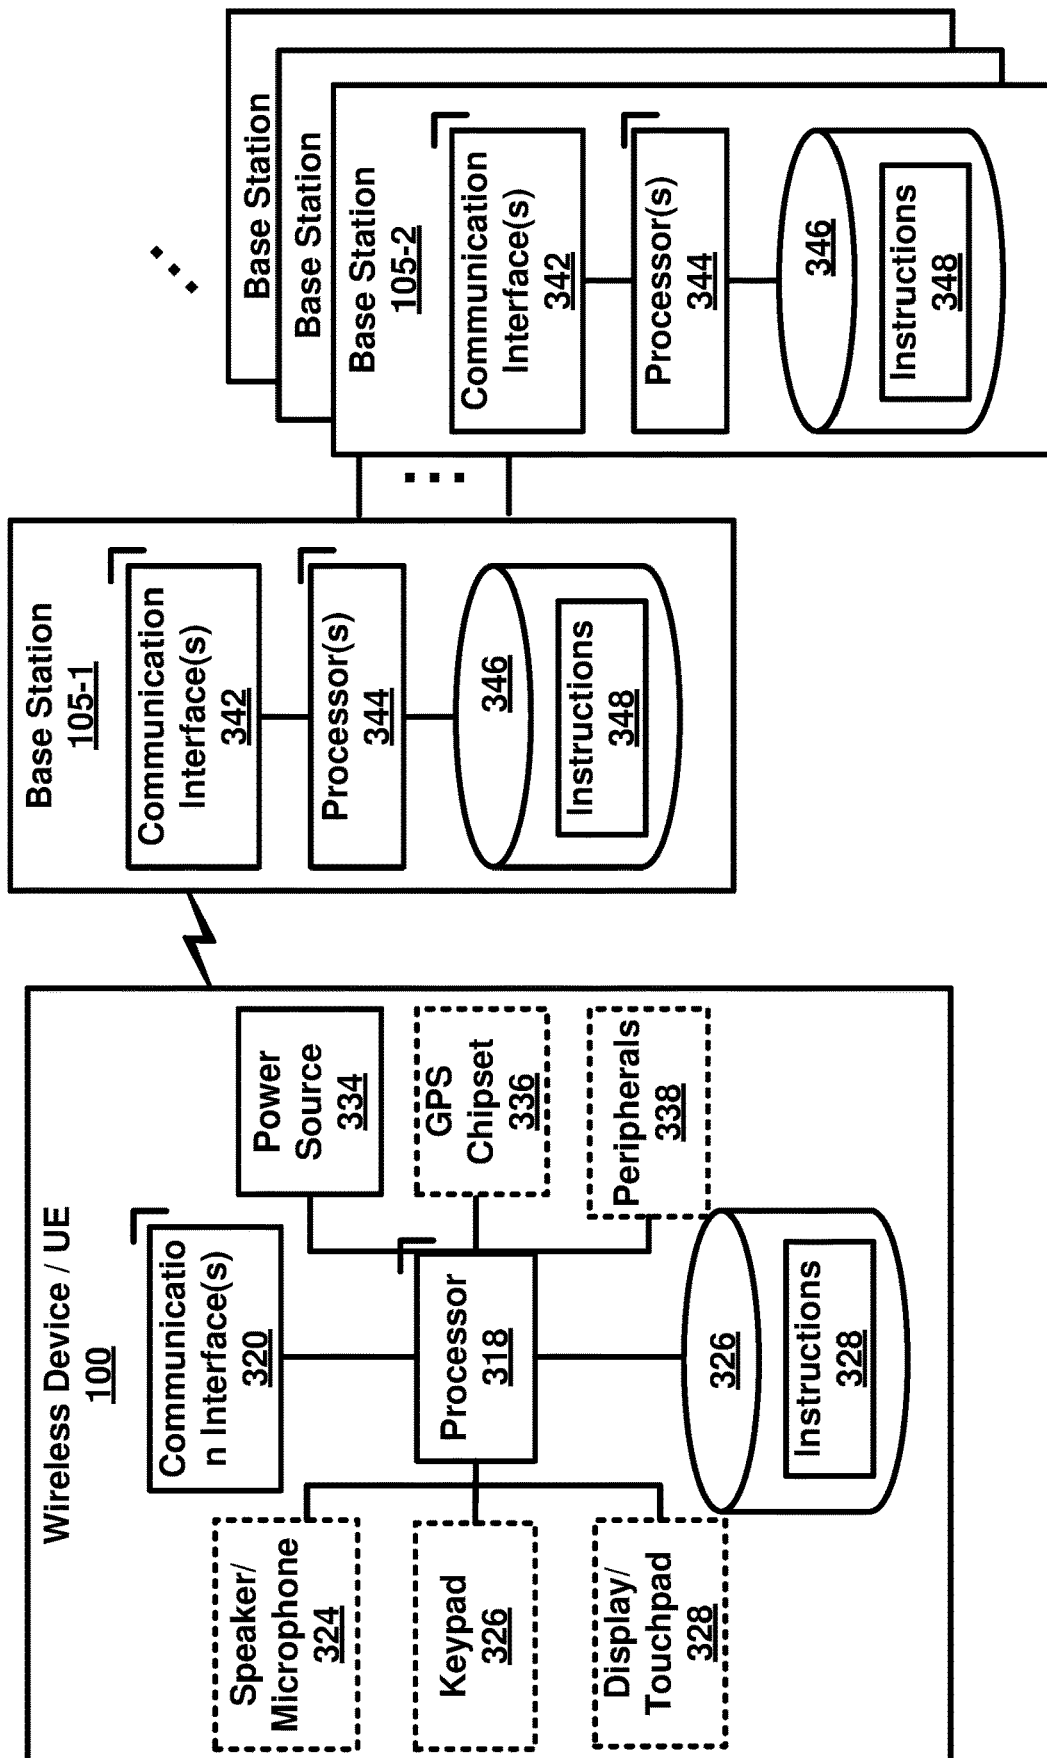 Wireless Device / UE
100
Communicatio
n Interface(s)
320
Speaker/
Microphone
324
Keypad
326
Display/
Touchpad
328
Processor
318
Power
Source
334
GPS
Chipset
336
Peripherals
338
326
Instructions
328
Base Station
105-1
Communication
Interface(s)
342
Processor(s)
344
346
Instructions
348
Base Station
Base Station
Base Station
105-2
Communication
Interface(s)
342
Processor(s)
344
346
Instructions
348